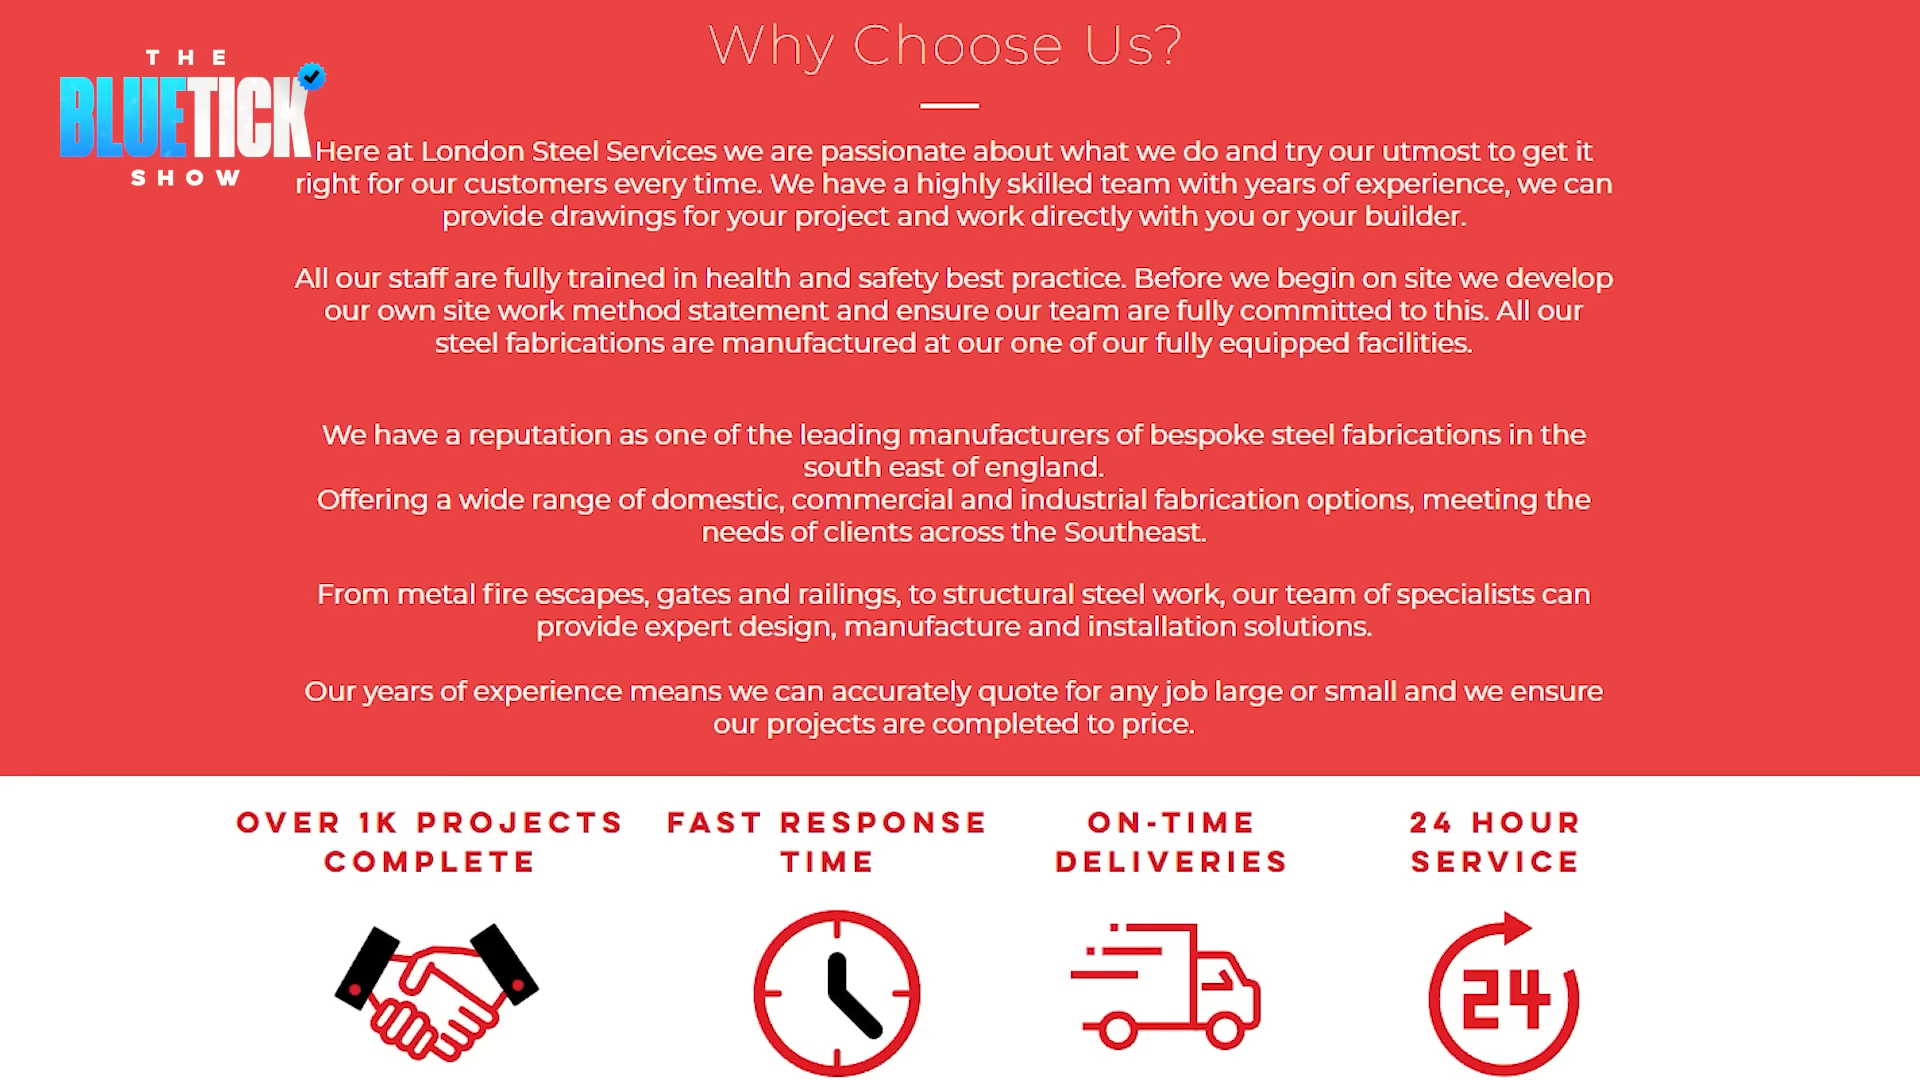 Why Choose Us?
THE
BLUETICK
SHOW
Here at London Steel Services we are passionate about what we do and try our utmost to get it
right for our customers every time. We have a highly skilled team with years of experience, we can
provide drawings for your project and work directly with you or your builder.
All our staff are fully trained in health and safety best practice. Before we begin on site we develop
our own site work method statement and ensure our team are fully committed to this. All our
steel fabrications are manufactured at our one of our fully equipped facilities.
We have a reputation as one of the leading manufacturers of bespoke steel fabrications in the
south east of england.
Offering a wide range of domestic, commercial and industrial fabrication options, meeting the
needs of clients across the Southeast.
From metal fire escapes, gates and railings, to structural steel work, our team of specialists can
provide expert design, manufacture and installation solutions.
Our years of experience means we can accurately quote for any job large or small and we ensure
our projects are completed to price.
OVER 1K PROJECTS
COMPLETE
FAST RESPONSE
TIME
ON-TIME
DELIVERIES
24 HOUR
SERVICE
24